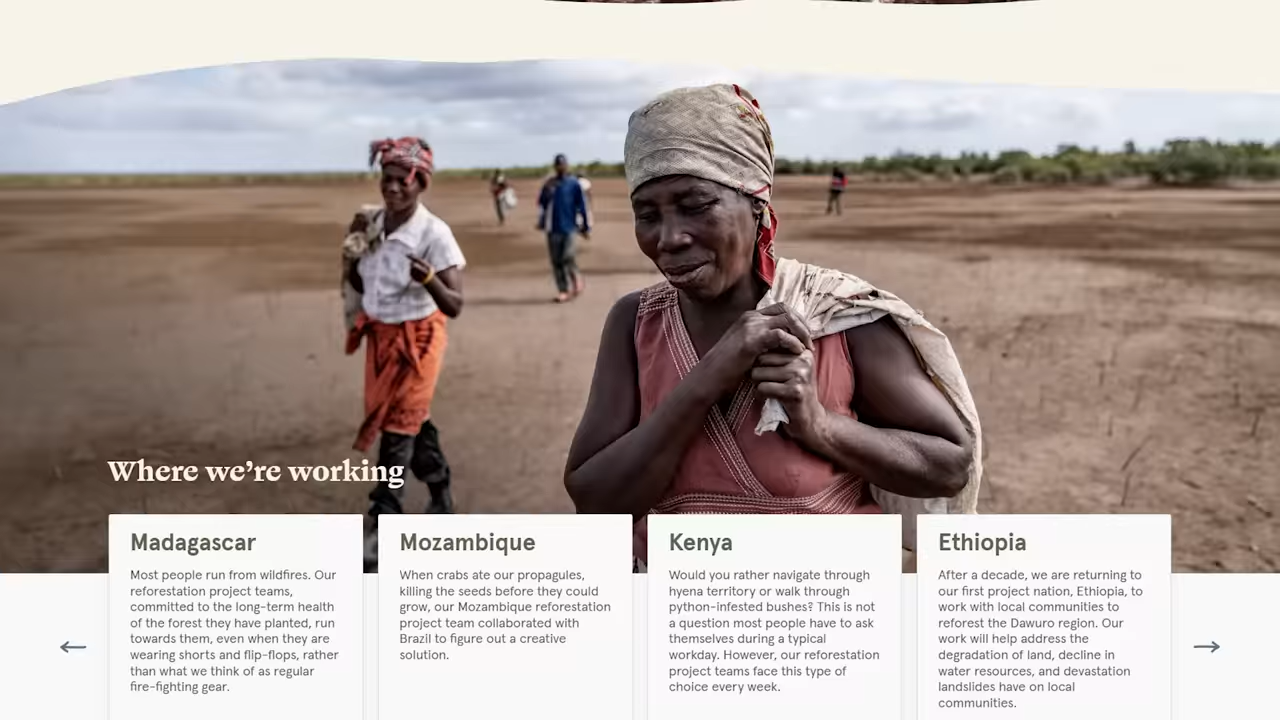 Where we're working
Madagascar
Most people run from wildfires. Our
reforestation project teams,
committed to the long-term health
of the forest they have planted, run
towards them, even when they are
wearing shorts and flip-flops, rather
than what we think of as regular
fire-fighting gear.
Mozambique
When crabs ate our propagules,
killing the seeds before they could
grow, our Mozambique reforestation
project team collaborated with
Brazil to figure out a creative
solution.
Kenya
Would you rather navigate through
hyena territory or walk through
python-infested bushes? This is not
a question most people have to ask
themselves during a typical
workday. However, our reforestation
project teams face this type of
choice every week.
Ethiopia
After a decade, we are returning to
our first project nation, Ethiopia, to
work with local communities to
reforest the Dawuro region. Our
work will help address the
degradation of land, decline in
water resources, and devastation
landslides have on local
communities.